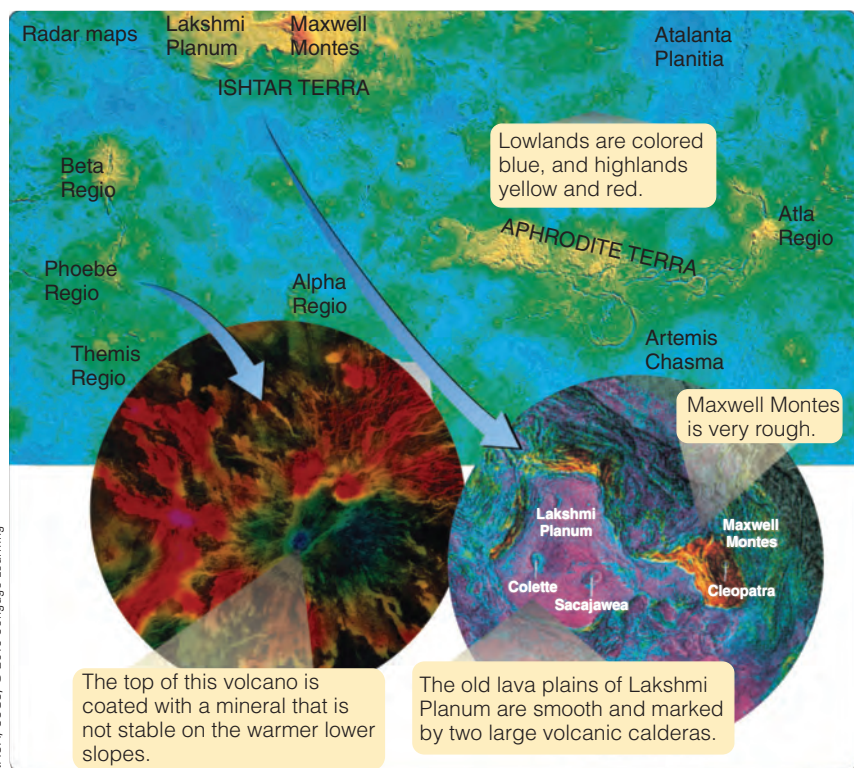 Radar maps
Lakshmi
Planum
Maxwell
Montes
ISHTAR TERRA
Atalanta
Planitia
Lowlands are colored
blue, and highlands
yellow and red.
Beta
Regio
APHRODITE TERRA
Atla
Regio
Phoebe
Regio
Alpha
Regio
Themis
Regio
Artemis
Chasma
Maxwell Montes
is very rough.
Lakshmi
Planum
Maxwell
Montes
Colette
Sacajawea
Cleopatra
The top of this volcano is
coated with a mineral that is
not stable on the warmer lower
slopes.
The old lava plains of Lakshmi
Planum are smooth and marked
by two large volcanic calderas.